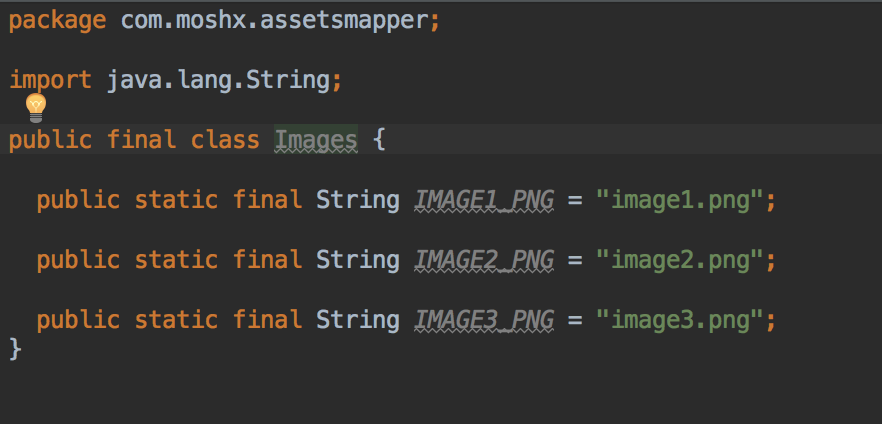 package com.moshx.assetsmapper;
import java.lang.String;
public final class Images {
public static final String IMAGE1_PNG = "image1.png";
public static final String IMAGE2_PNG = "image2.png";
public static final String IMAGE3_PNG = "image3.png";
}